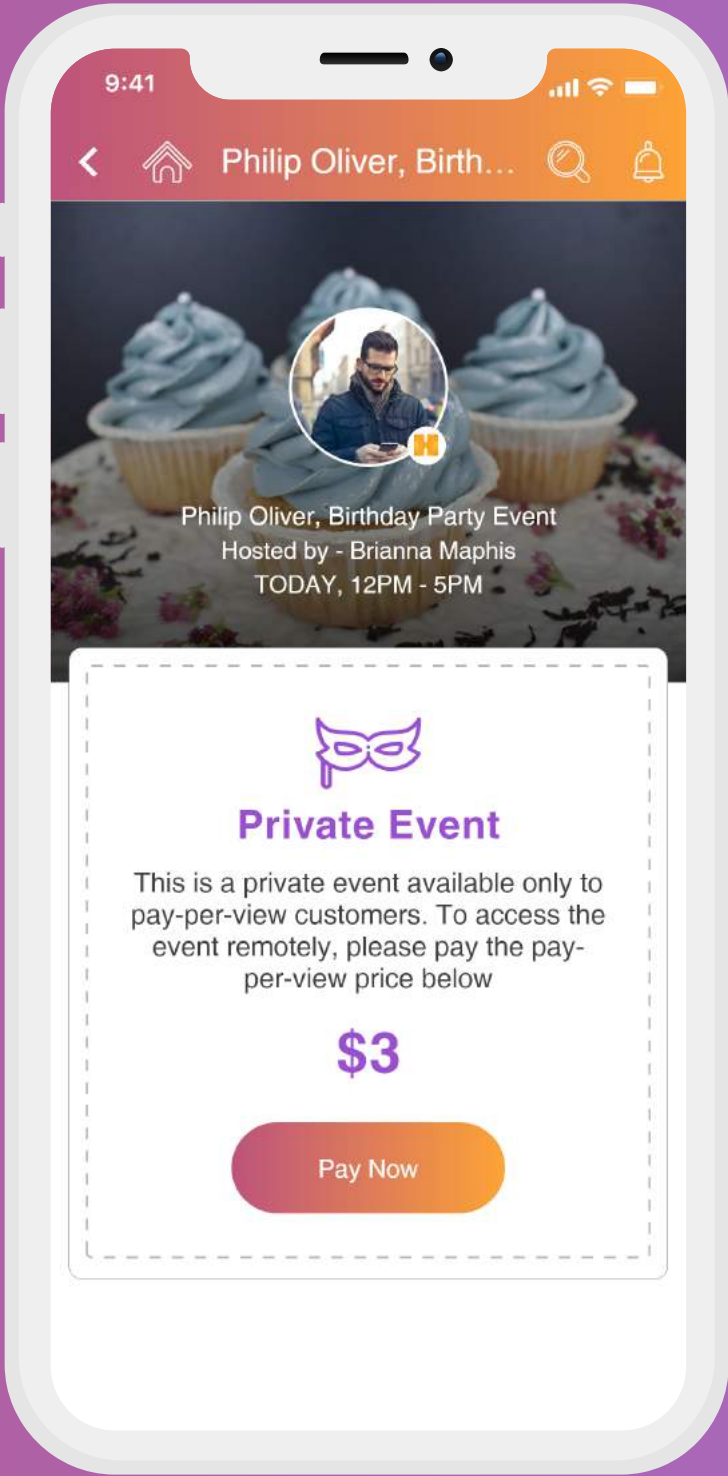 9:41
Philip Oliver, Birth...
Philip Oliver, Birthday Party Event
Hosted by - Brianna Maphis
TODAY, 12PM - 5PM
Private Event
This is a private event available only to
pay-per-view customers. To access the
event remotely, please pay the pay-
per-view price below
$3
Pay Now